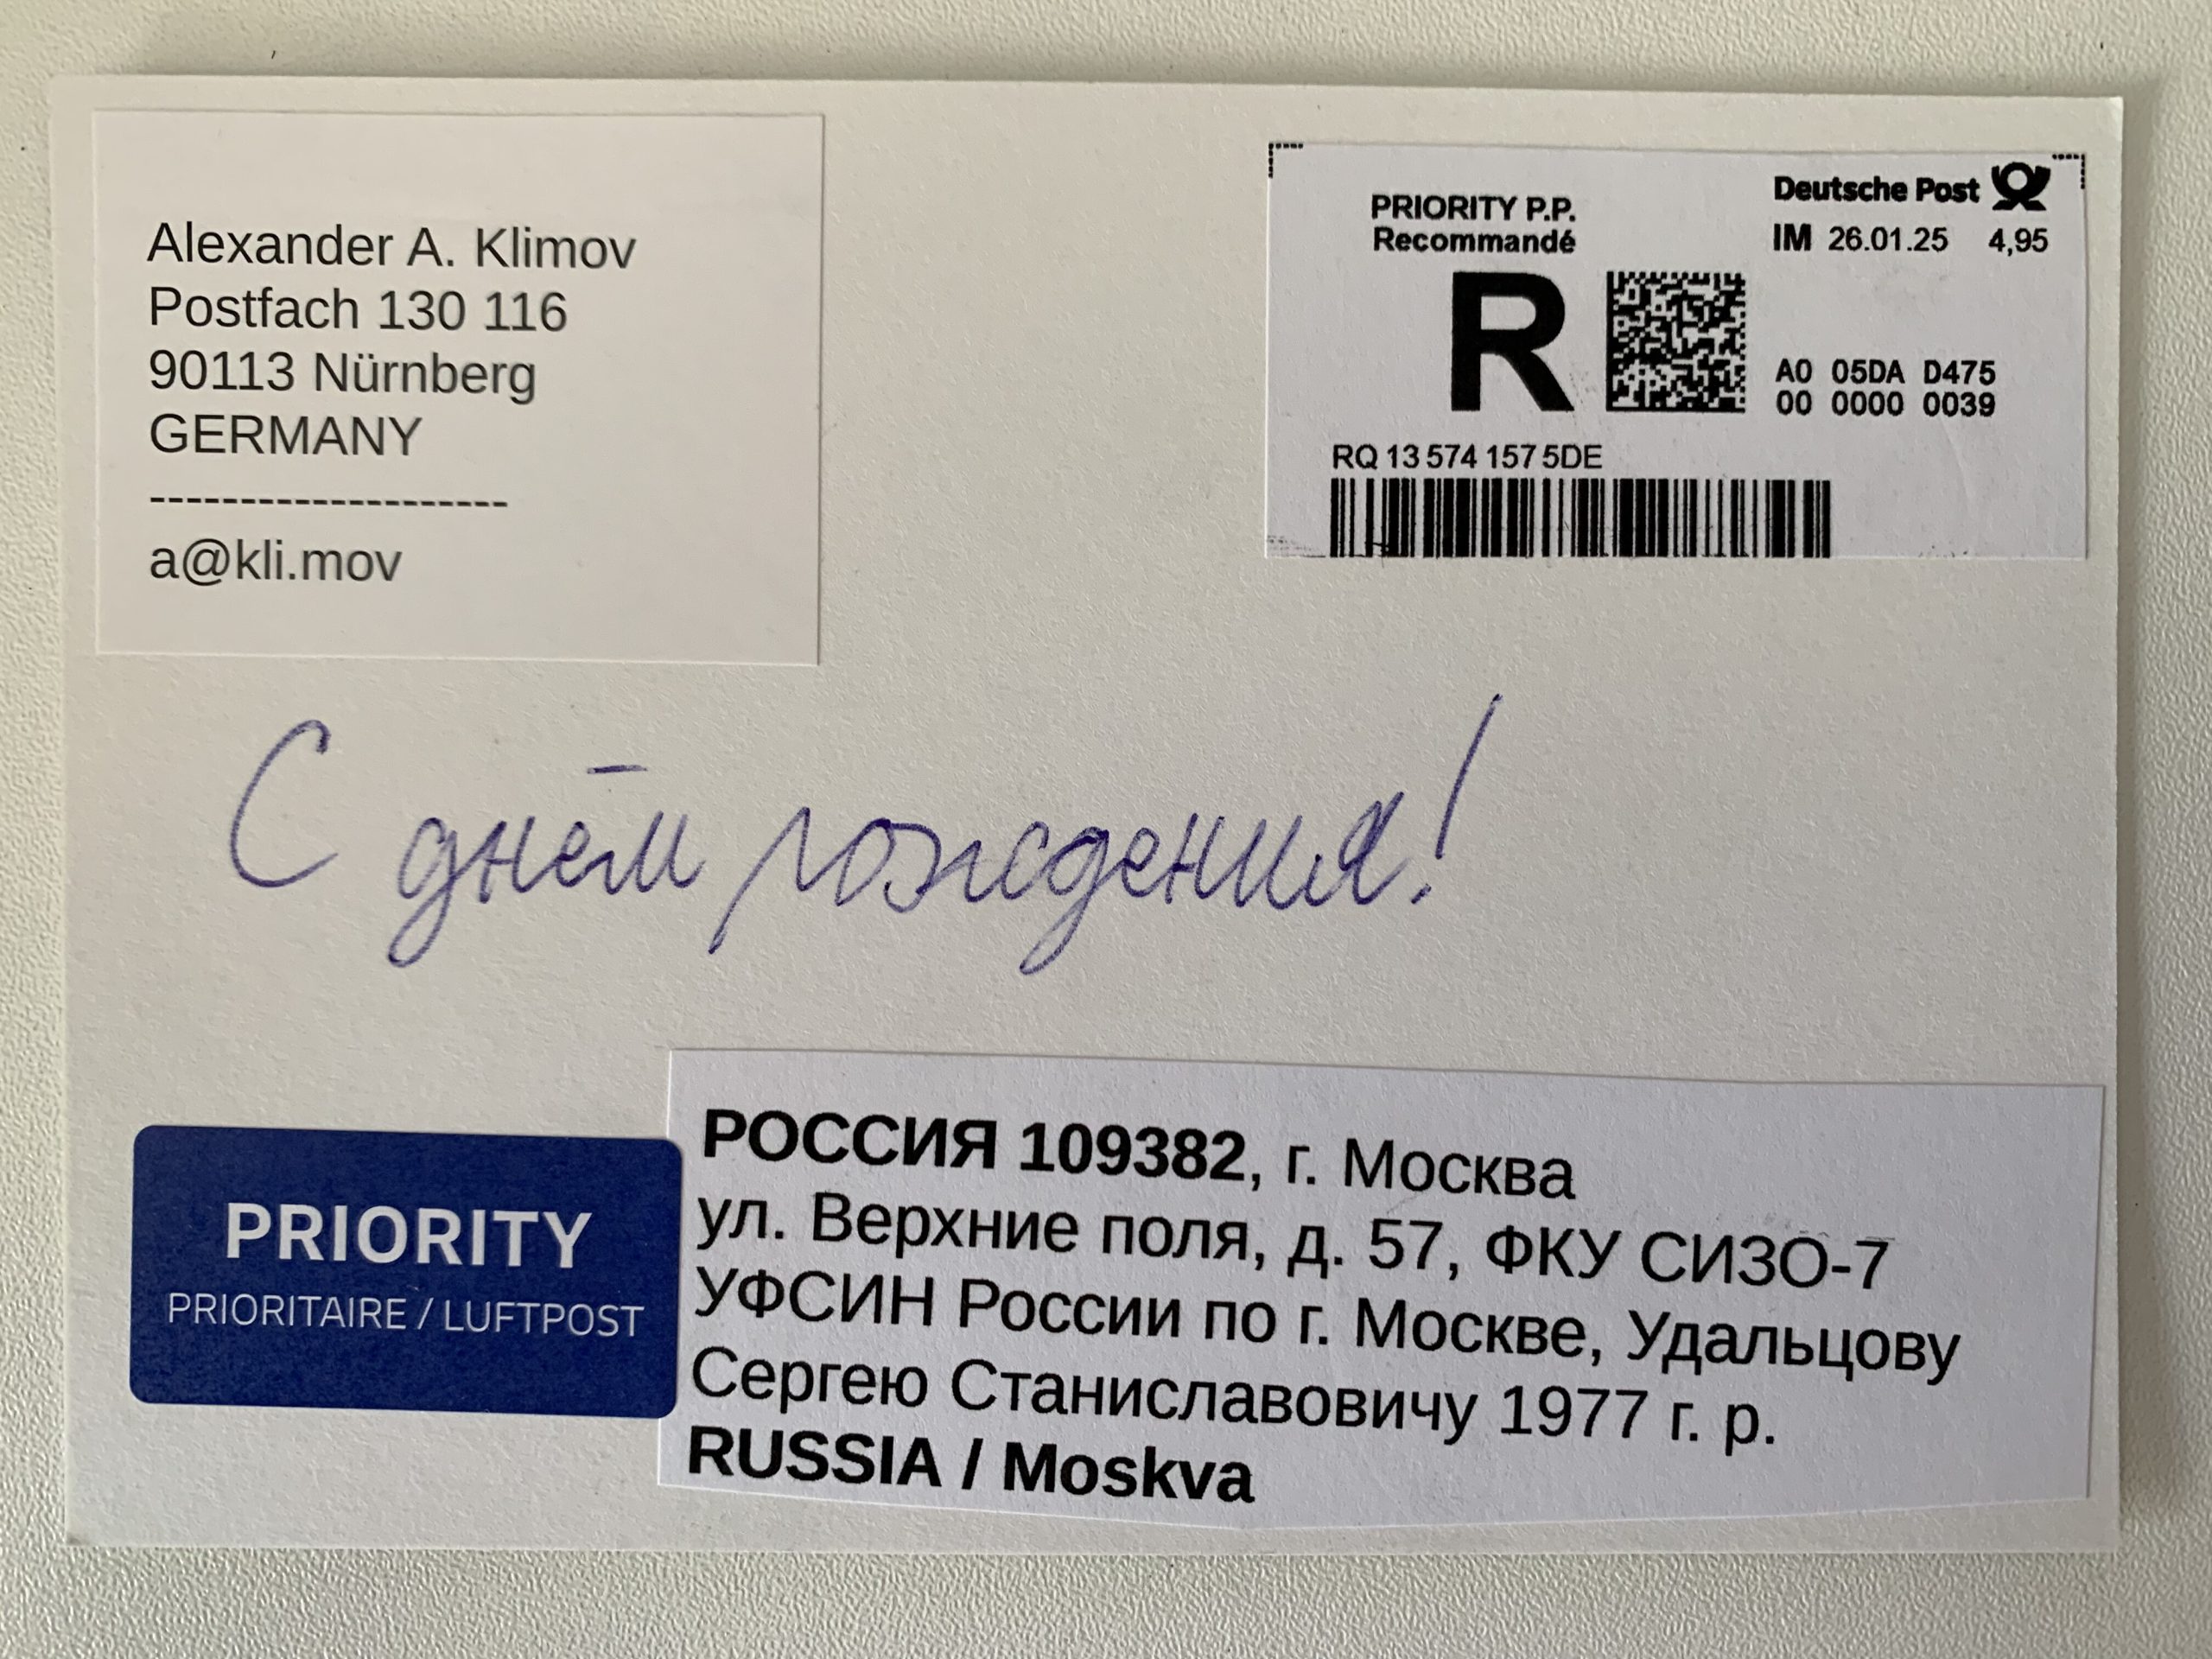 Alexander A. Klimov
Postfach 130 116
90113 Nürnberg
GERMANY
--------------------
a@kli.mov
PRIORITY P.P.
Recommandé
R
Deutsche Post
IM 26.01.25 4,95
A0 05DA D475
00 0000 0039
RQ 13 574 157 5DE
С днём рождения!
PRIORITY
PRIORITAIRE / LUFTPOST
РОССИЯ 109382, г. Москва
ул. Верхние поля, д. 57, ФКУ СИЗО-7
УФСИН России по г. Москве, Удальцову
Сергею Станиславовичу 1977 г. р.
RUSSIA / Moskva